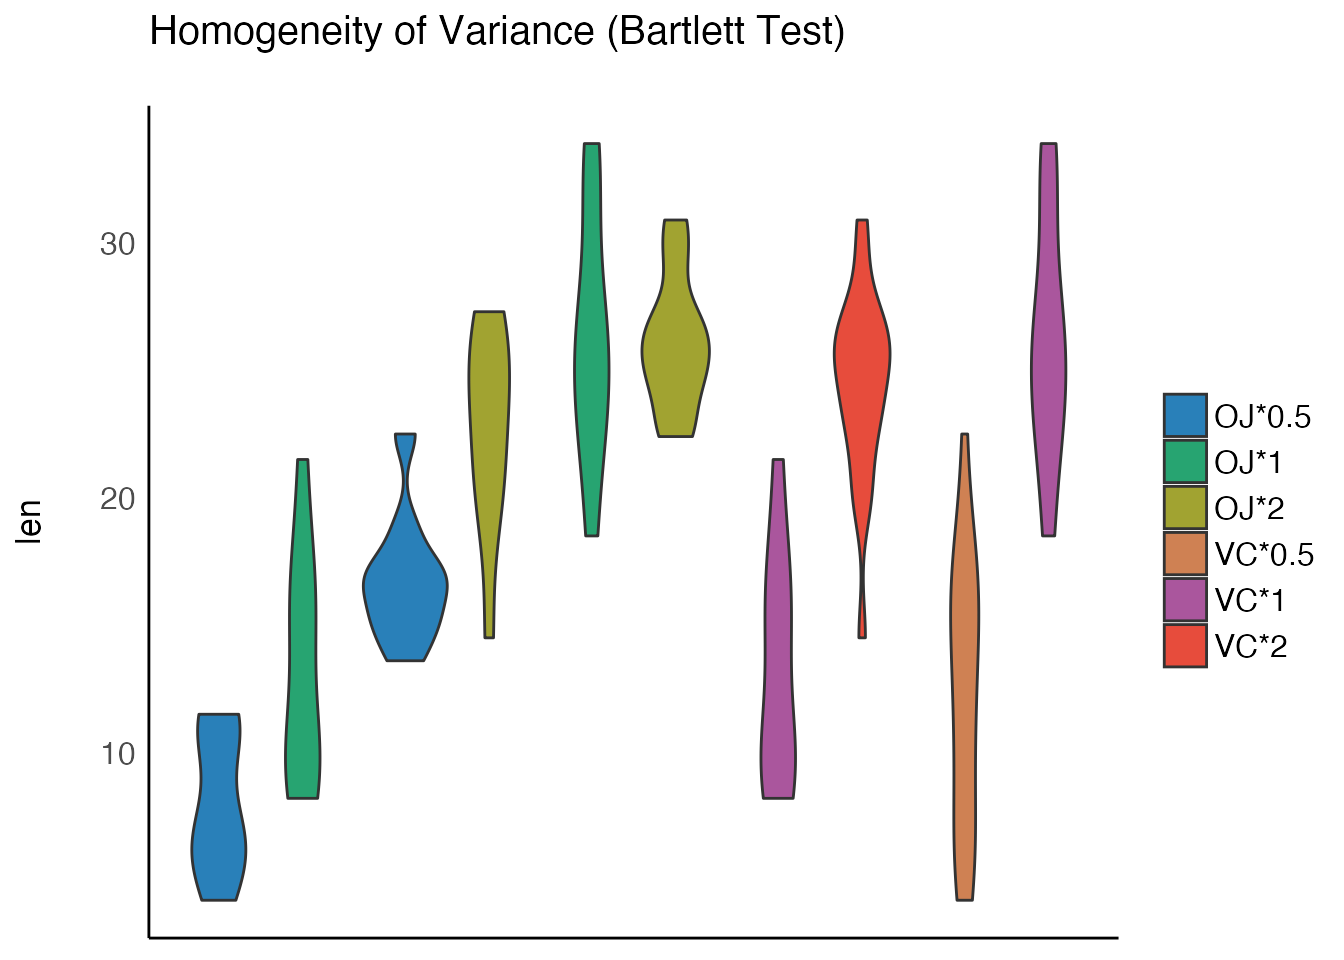 Homogeneity of Variance (Bartlett Test)
30
20
10
len
OJ*0.5
OJ*1
OJ*2
VC*0.5
VC*1
VC*2